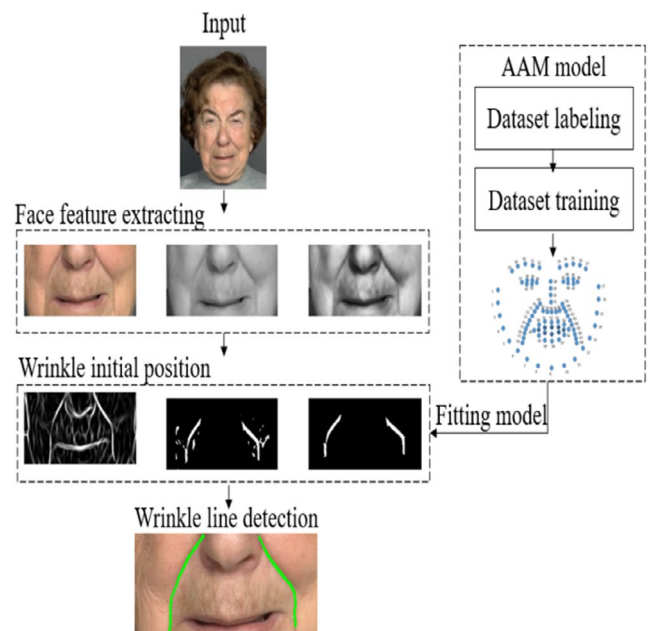 Input
AAM model
Dataset labeling
Dataset training
Face feature extracting
Wrinkle initial position
Fitting model
Wrinkle line detection